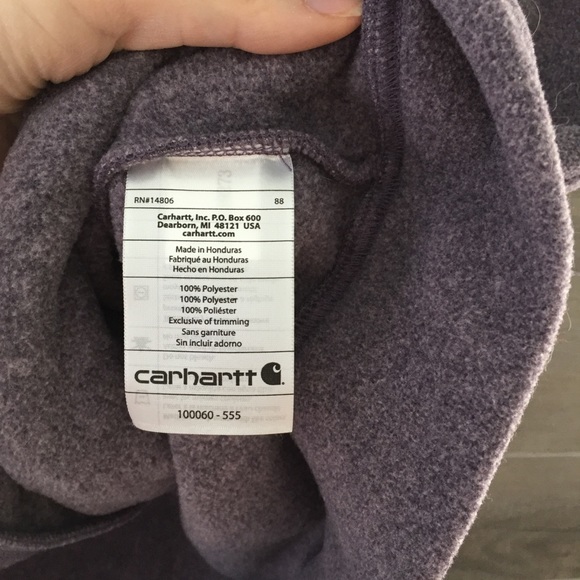 RN#14806 88
Carhartt, Inc. P.O. Box 600
Dearborn, MI 48121 USA
carhartt.com
Made in Honduras
Fabriqué au Honduras
Hecho en Honduras
100% Polyester
100% Polyester
100% Poliéster
Exclusive of trimming
Sans garniture
Sin incluir adorno
carhartt
100060 - 555